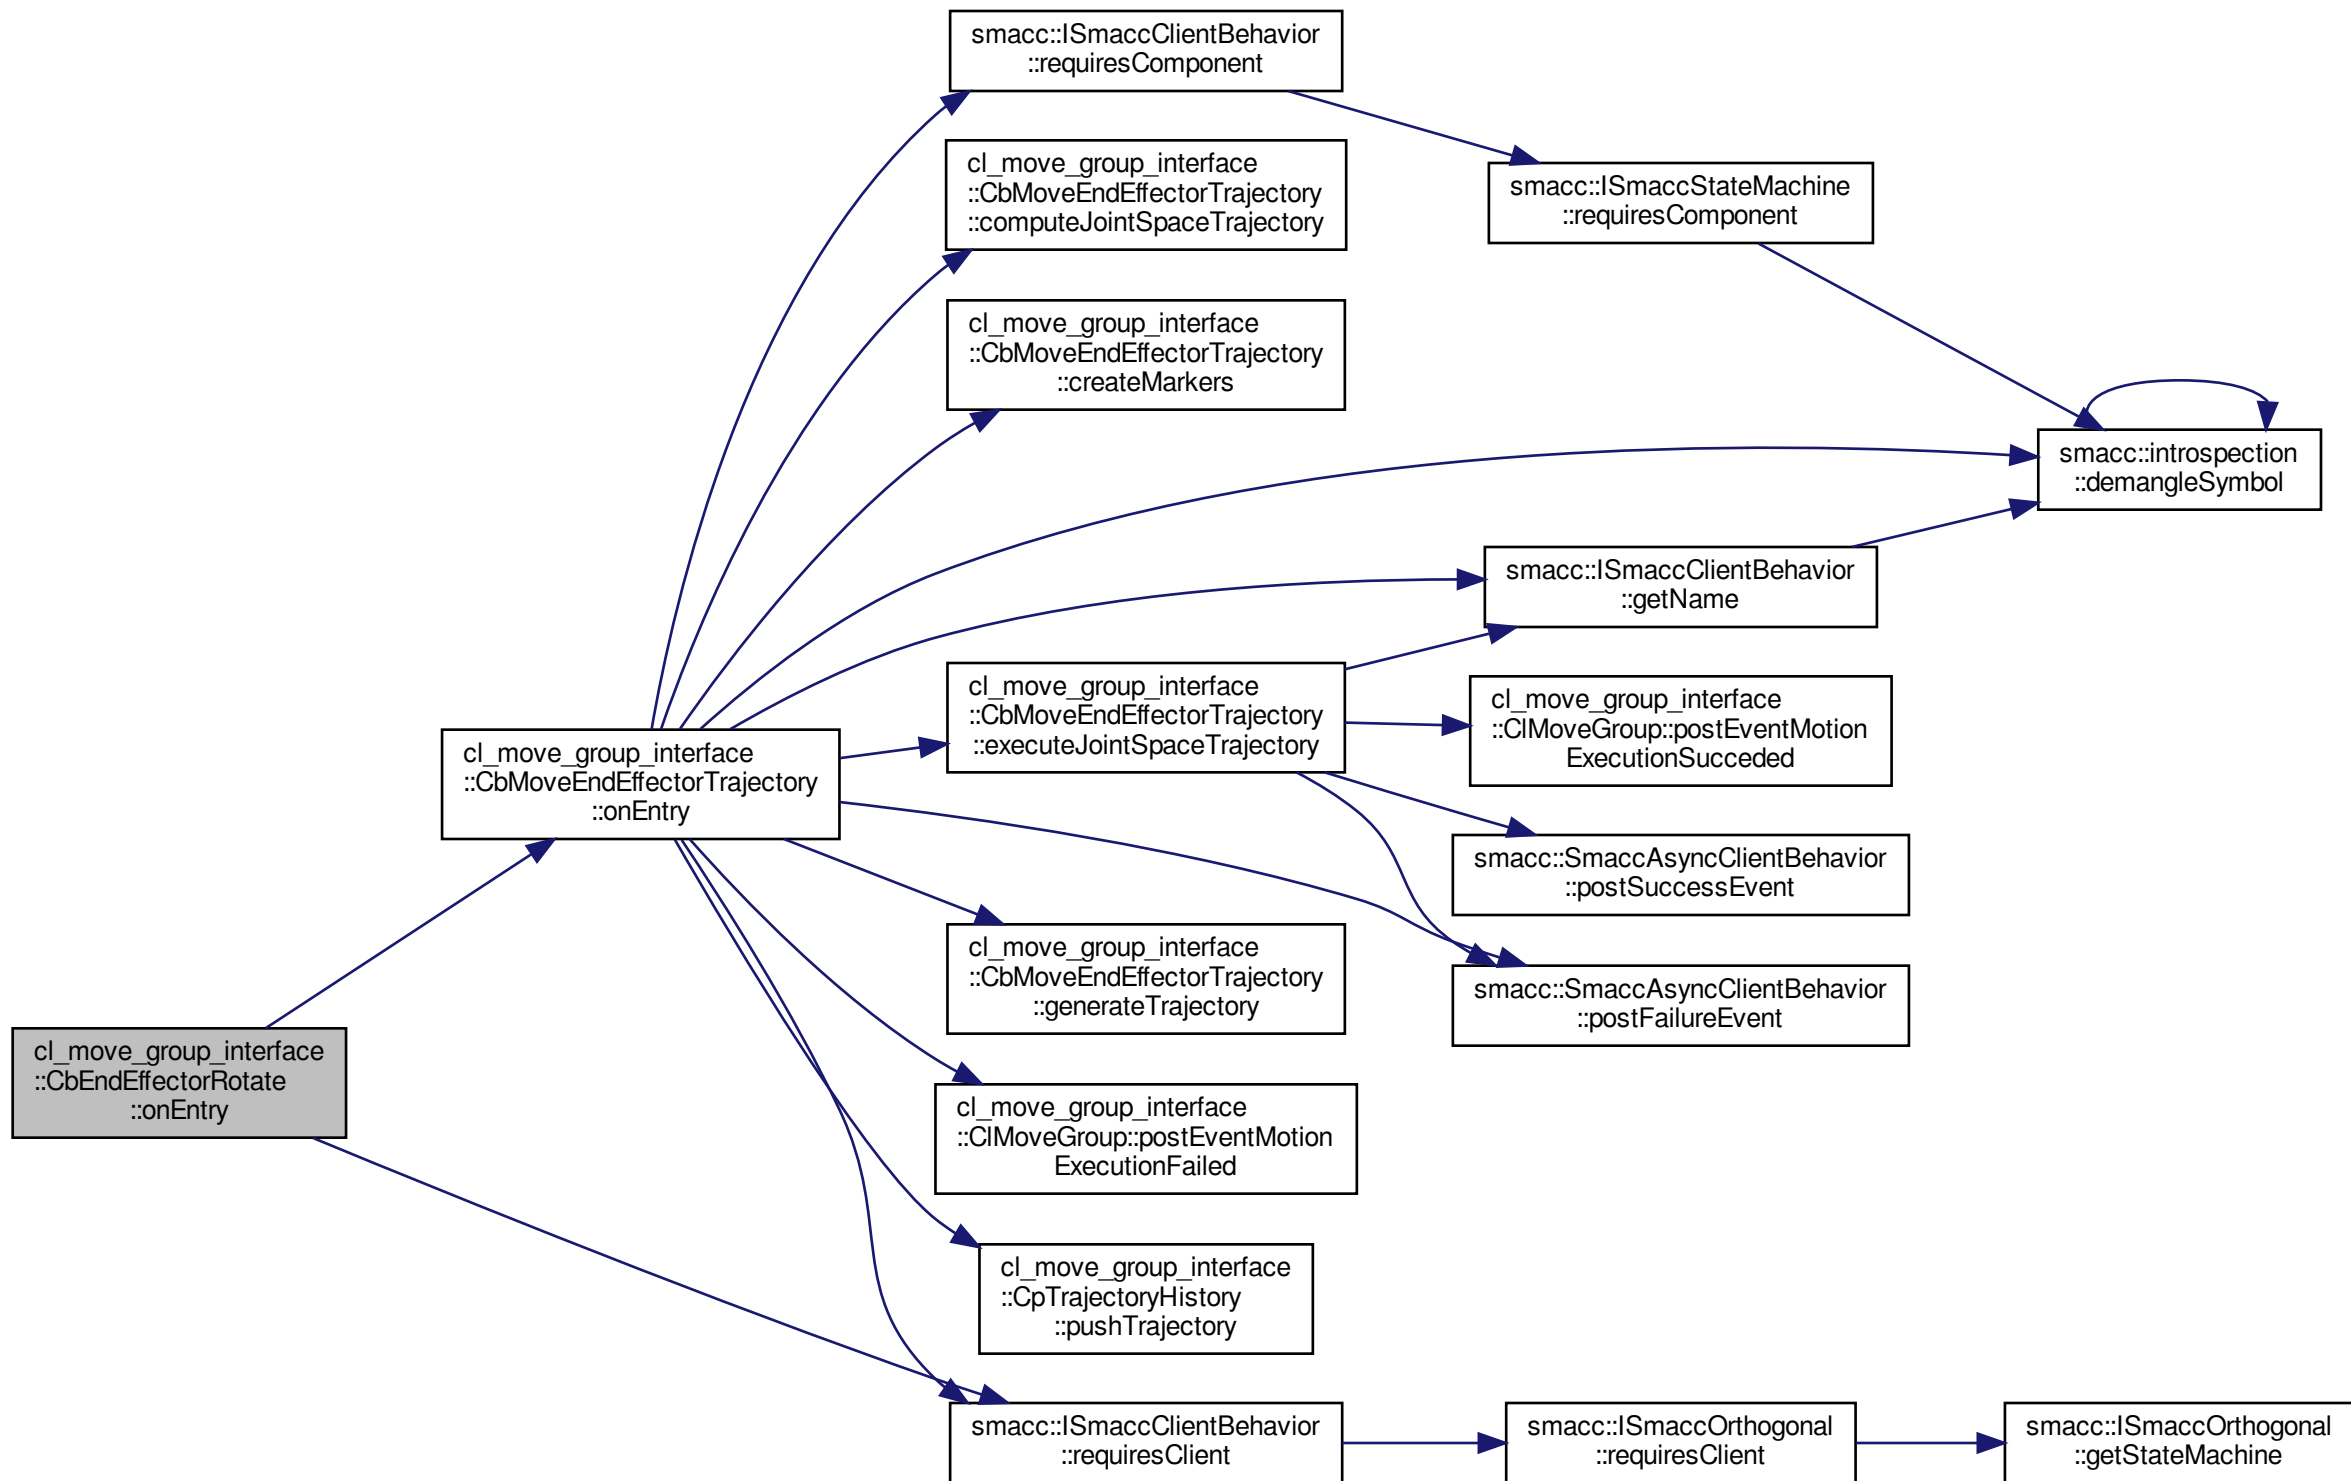 smacc::ISmaccClientBehavior
::requiresComponent
cl_move_group_interface
::CbMoveEndEffectorTrajectory
::computeJointSpaceTrajectory
smacc::ISmaccStateMachine
::requiresComponent
cl_move_group_interface
::CbMoveEndEffectorTrajectory
::createMarkers
smacc::introspection
::demangleSymbol
smacc::ISmaccClientBehavior
::getName
cl_move_group_interface
::CbMoveEndEffectorTrajectory
::executeJointSpaceTrajectory
cl_move_group_interface
::ClMoveGroup::postEventMotion
ExecutionSucceded
cl_move_group_interface
::CbMoveEndEffectorTrajectory
::onEntry
smacc::SmaccAsyncClientBehavior
::postSuccessEvent
cl_move_group_interface
::CbMoveEndEffectorTrajectory
::generateTrajectory
smacc::SmaccAsyncClientBehavior
::postFailureEvent
cl_move_group_interface
::CbEndEffectorRotate
::onEntry
cl_move_group_interface
::ClMoveGroup::postEventMotion
ExecutionFailed
cl_move_group_interface
::CpTrajectoryHistory
::pushTrajectory
smacc::ISmaccClientBehavior
::requiresClient
smacc::ISmaccOrthogonal
::requiresClient
smacc::ISmaccOrthogonal
::getStateMachine